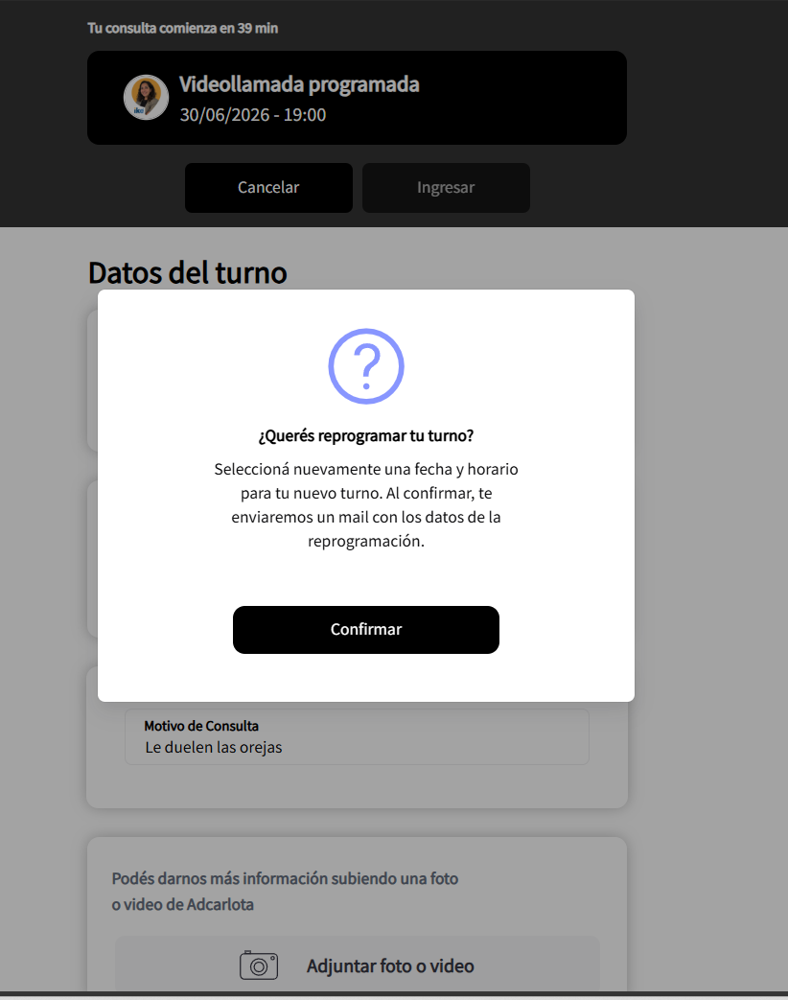 Tu consulta comienza en 39 min
Videollamada programada
30/06/2026 - 19:00
Cancelar
Ingresar
Datos del turno
¿Querés reprogramar tu turno?
Seleccioná nuevamente una fecha y horario
para tu nuevo turno. Al confirmar, te
enviaremos un mail con los datos de la
reprogramación.
Confirmar
Motivo de Consulta
Le duelen las orejas
Podés darnos más información subiendo una foto
o video de Adcarlota
Adjuntar foto o video